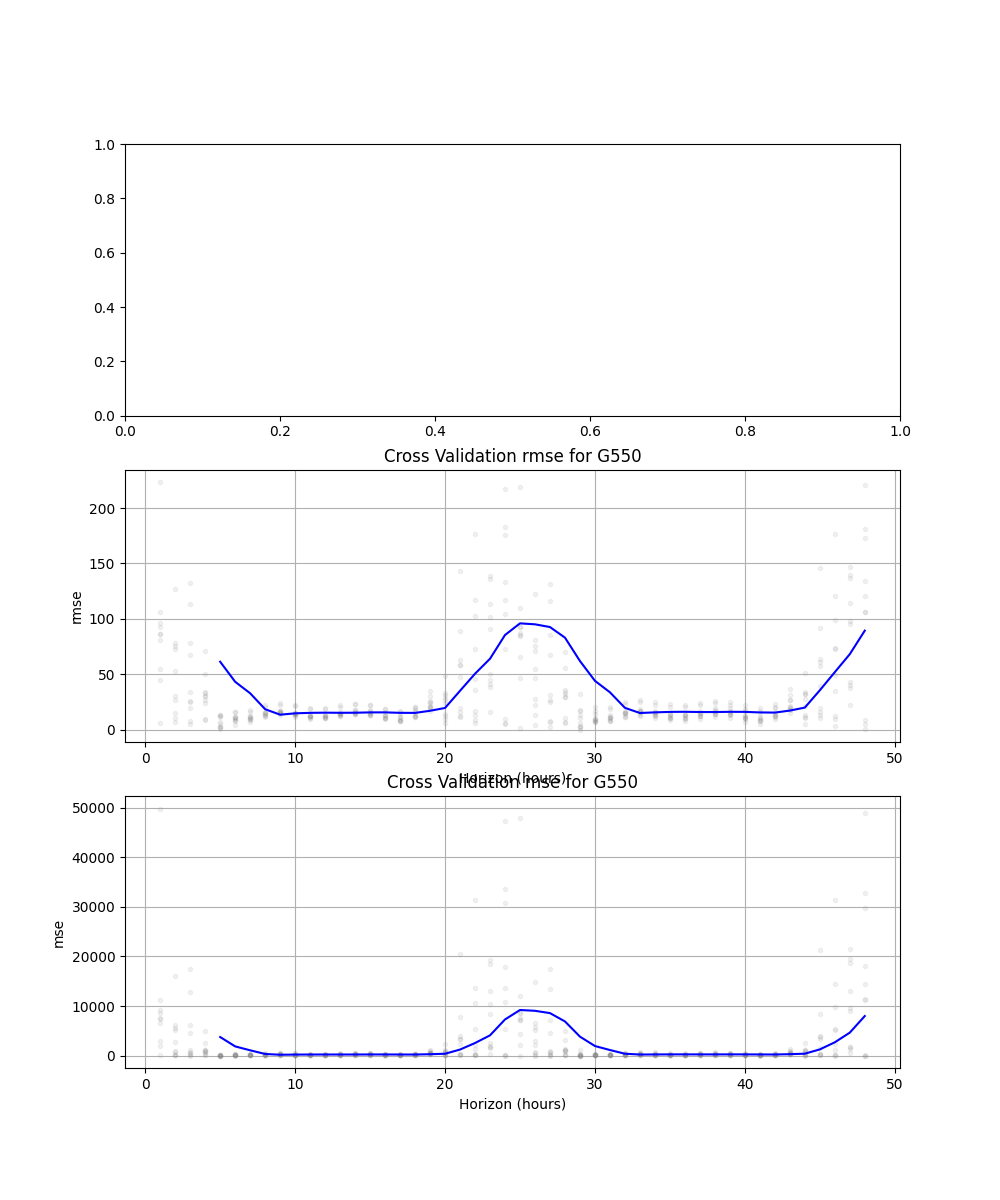 1.0
0.8
0.6
0.4
0.2
0.0
0.0 0.2 0.4 0.6 0.8 1.0
Cross Validation rmse for G550
200
150
100
50
0
rmse
0 10 20 30 40 50
Horizon (hours)
Cross Validation mse for G550
50000
40000
30000
20000
10000
0
mse
0 10 20 30 40 50
Horizon (hours)